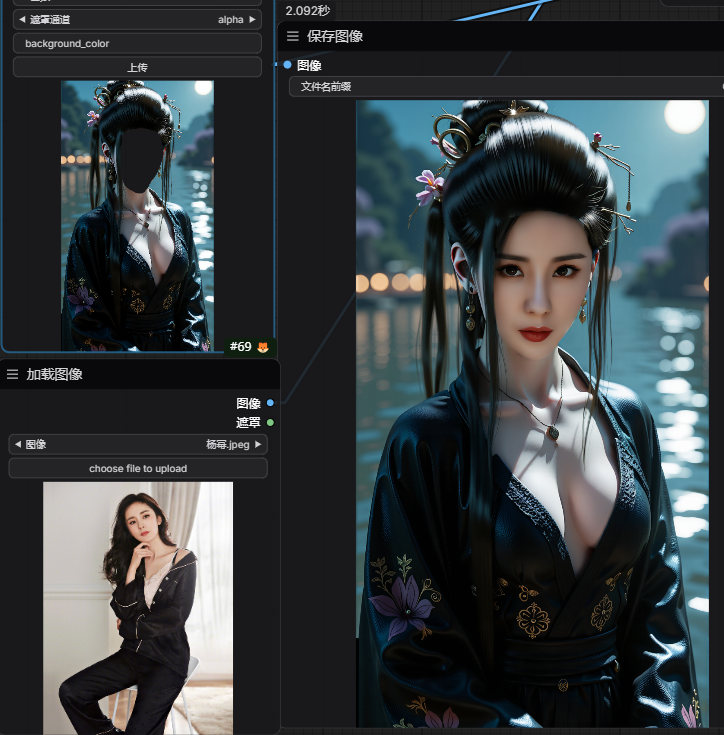 遮罩通道
alpha
background_color
上传
#69
加载图像
图像
遮罩
图像
杨幂.jpeg
choose file to upload
2.092秒
保存图像
图像
文件名前缀